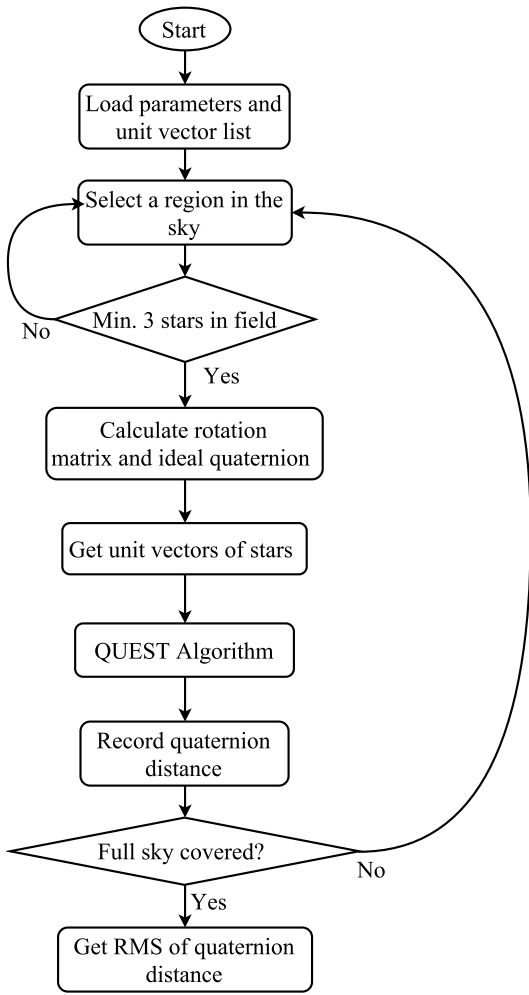 Start
Load parameters and
unit vector list
Select a region in the
sky
Min. 3 stars in field
No
Yes
Calculate rotation
matrix and ideal quaternion
Get unit vectors of stars
QUEST Algorithm
Record quaternion
distance
Full sky covered?
No
Yes
Get RMS of quaternion
distance